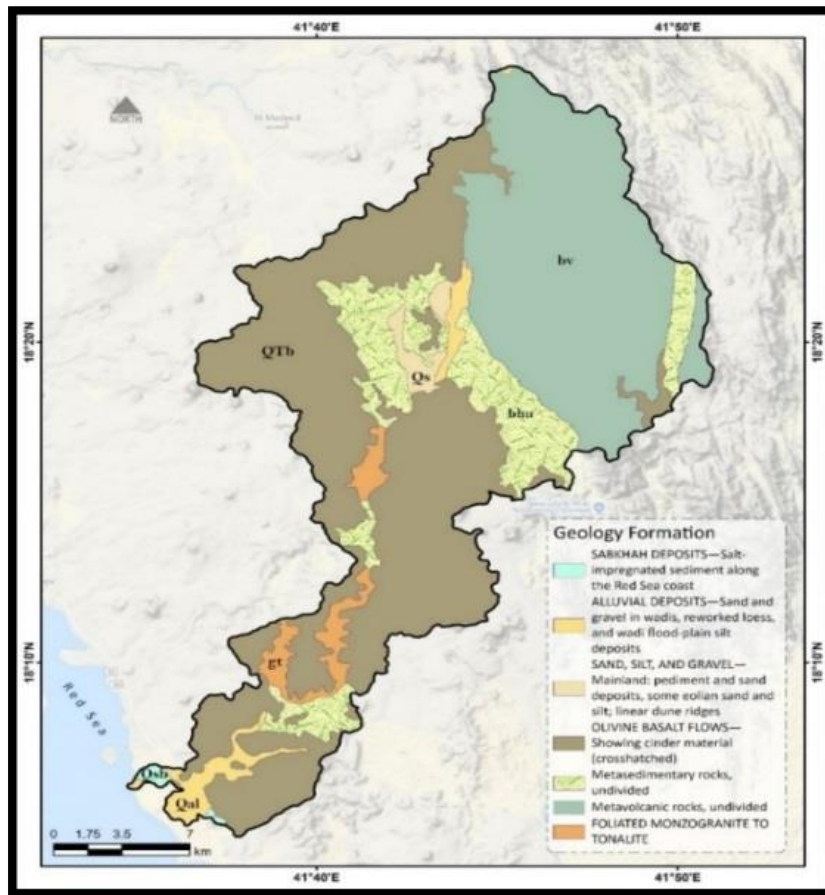 41°40'E 41°50'E
NORTH
18°20'N 18°20'N
18°10'N 18°10'N
bv
QTb
Qs
bhu
gt
Qsb
Qal
Red Sea
Geology Formation
SABKHAH DEPOSITS—Salt-
impregnated sediment along
the Red Sea coast
ALLUVIAL DEPOSITS—Sand and
gravel in wadis, reworked loess,
and wadi flood-plain silt
deposits
SAND, SILT, AND GRAVEL—
Mainland: pediment and sand
deposits, some eolian sand and
silt; linear dune ridges
OLIVINE BASALT FLOWS—
Showing cinder material
(crosshatched)
Metasedimentary rocks,
undivided
Metavolcanic rocks, undivided
FOLIATED MONZOGRANITE TO
TONALITE
0 1.75 3.5 7
km
41°40'E 41°50'E